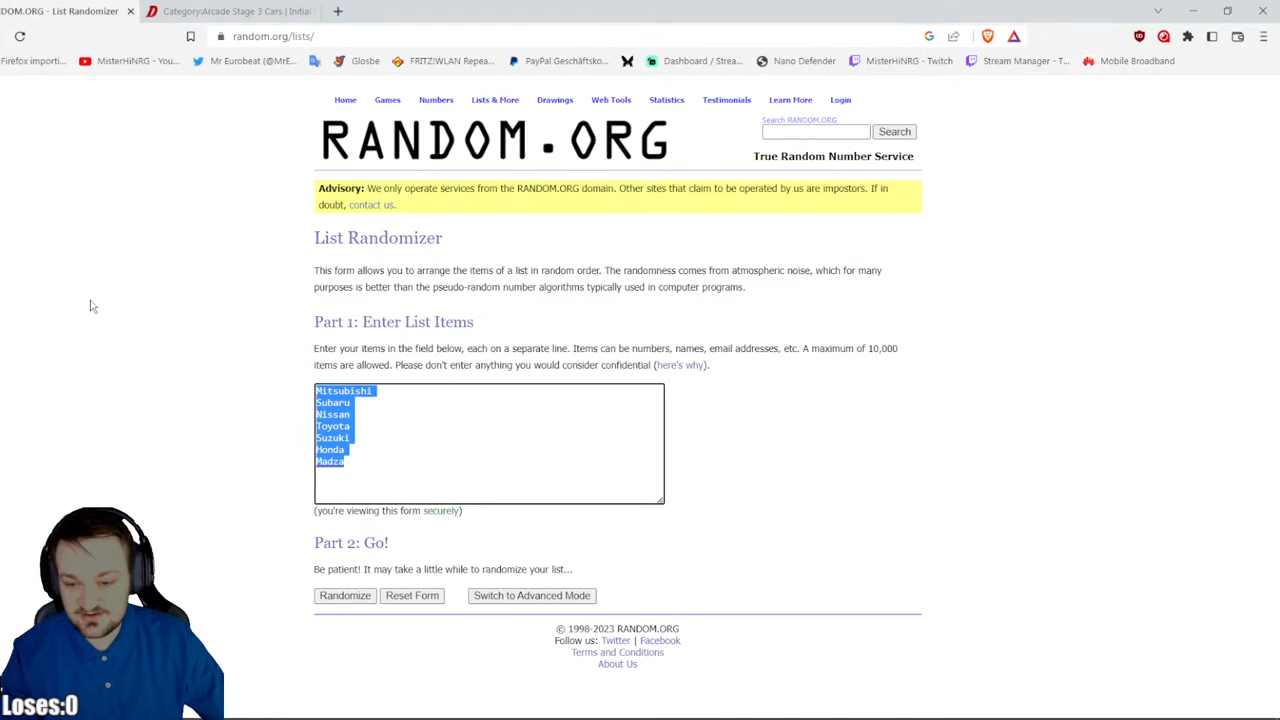 DOM.ORG - List Randomizer
Category:Arcade Stage 3 Cars | Initial
random.org/lists/
Firefox importi...
MisterHiNRG - You...
Mr Eurobeat (@MrE...
Glosbe
FRITZ!WLAN Repea...
PayPal Geschäftsko...
Dashboard / Strea...
Nano Defender
MisterHiNRG - Twitch
Stream Manager - T...
Mobile Broadband
Home Games Numbers Lists & More Drawings Web Tools Statistics Testimonials Learn More Login
Search RANDOM.ORG
RANDOM.ORG
Search
True Random Number Service
Advisory: We only operate services from the RANDOM.ORG domain. Other sites that claim to be operated by us are impostors. If in
doubt, contact us.
List Randomizer
This form allows you to arrange the items of a list in random order. The randomness comes from atmospheric noise, which for many
purposes is better than the pseudo-random number algorithms typically used in computer programs.
Part 1: Enter List Items
Enter your items in the field below, each on a separate line. Items can be numbers, names, email addresses, etc. A maximum of 10,000
items are allowed. Please don't enter anything you would consider confidential (here's why).
Mitsubishi
Subaru
Nissan
Toyota
Suzuki
Honda
Madza
(you're viewing this form securely)
Part 2: Go!
Be patient! It may take a little while to randomize your list...
Randomize Reset Form Switch to Advanced Mode
© 1998-2023 RANDOM.ORG
Follow us: Twitter | Facebook
Terms and Conditions
About Us
Loses:0